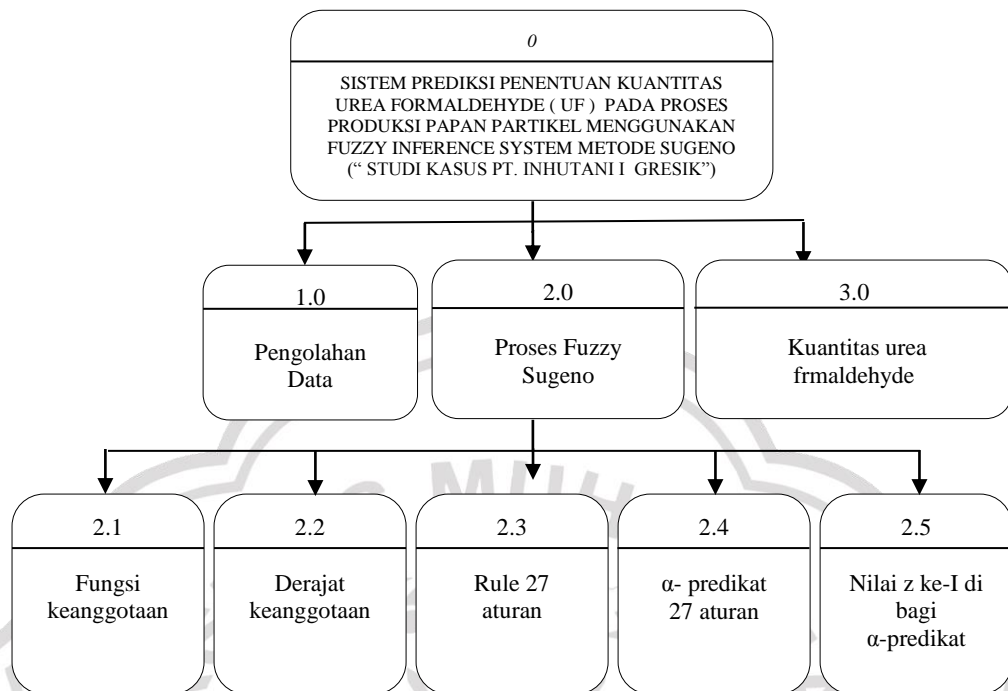 0
SISTEM PREDIKSI PENENTUAN KUANTITAS
UREA FORMALDEHYDE ( UF ) PADA PROSES
PRODUKSI PAPAN PARTIKEL MENGGUNAKAN
FUZZY INFERENCE SYSTEM METODE SUGENO
(“ STUDI KASUS PT. INHUTANI I GRESIK”)
1.0
Pengolahan
Data
2.0
Proses Fuzzy
Sugeno
3.0
Kuantitas urea
frmaldehyde
2.1
Fungsi
keanggotaan
2.2
Derajat
keanggotaan
2.3
Rule 27
aturan
2.4
α- predikat
27 aturan
2.5
Nilai z ke-I di
bagi
α-predikat